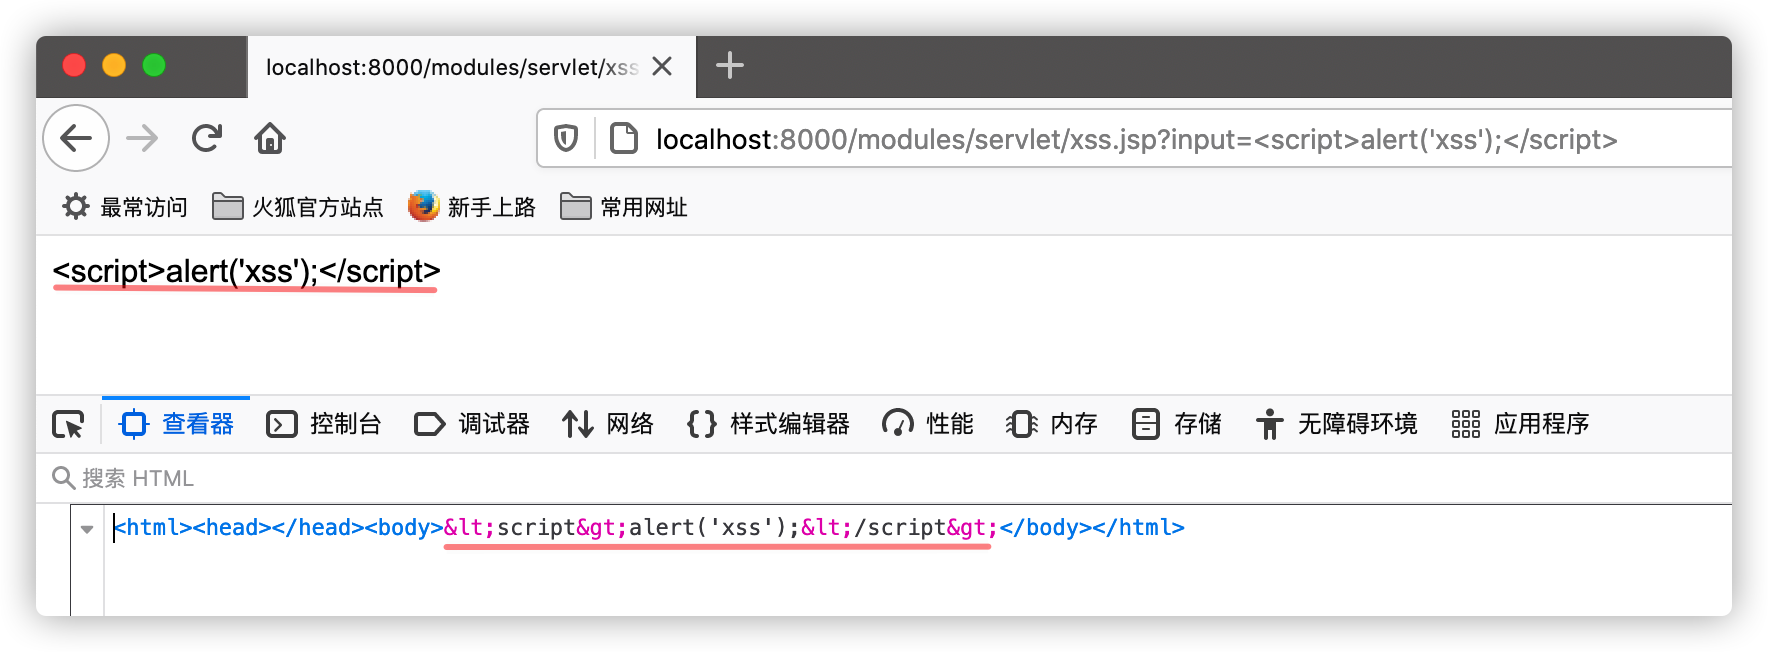 localhost:8000/modules/servlet/xss
localhost:8000/modules/servlet/xss.jsp?input=<script>alert('xss');</script>
最常访问 火狐官方站点 新手上路 常用网址
<script>alert('xss');</script>
查看器 控制台 调试器 网络 {} 样式编辑器 性能 内存 存储 无障碍环境 应用程序
搜索 HTML
<html><head></head><body>&lt;script&gt;alert('xss');&lt;/script&gt;</body></html>